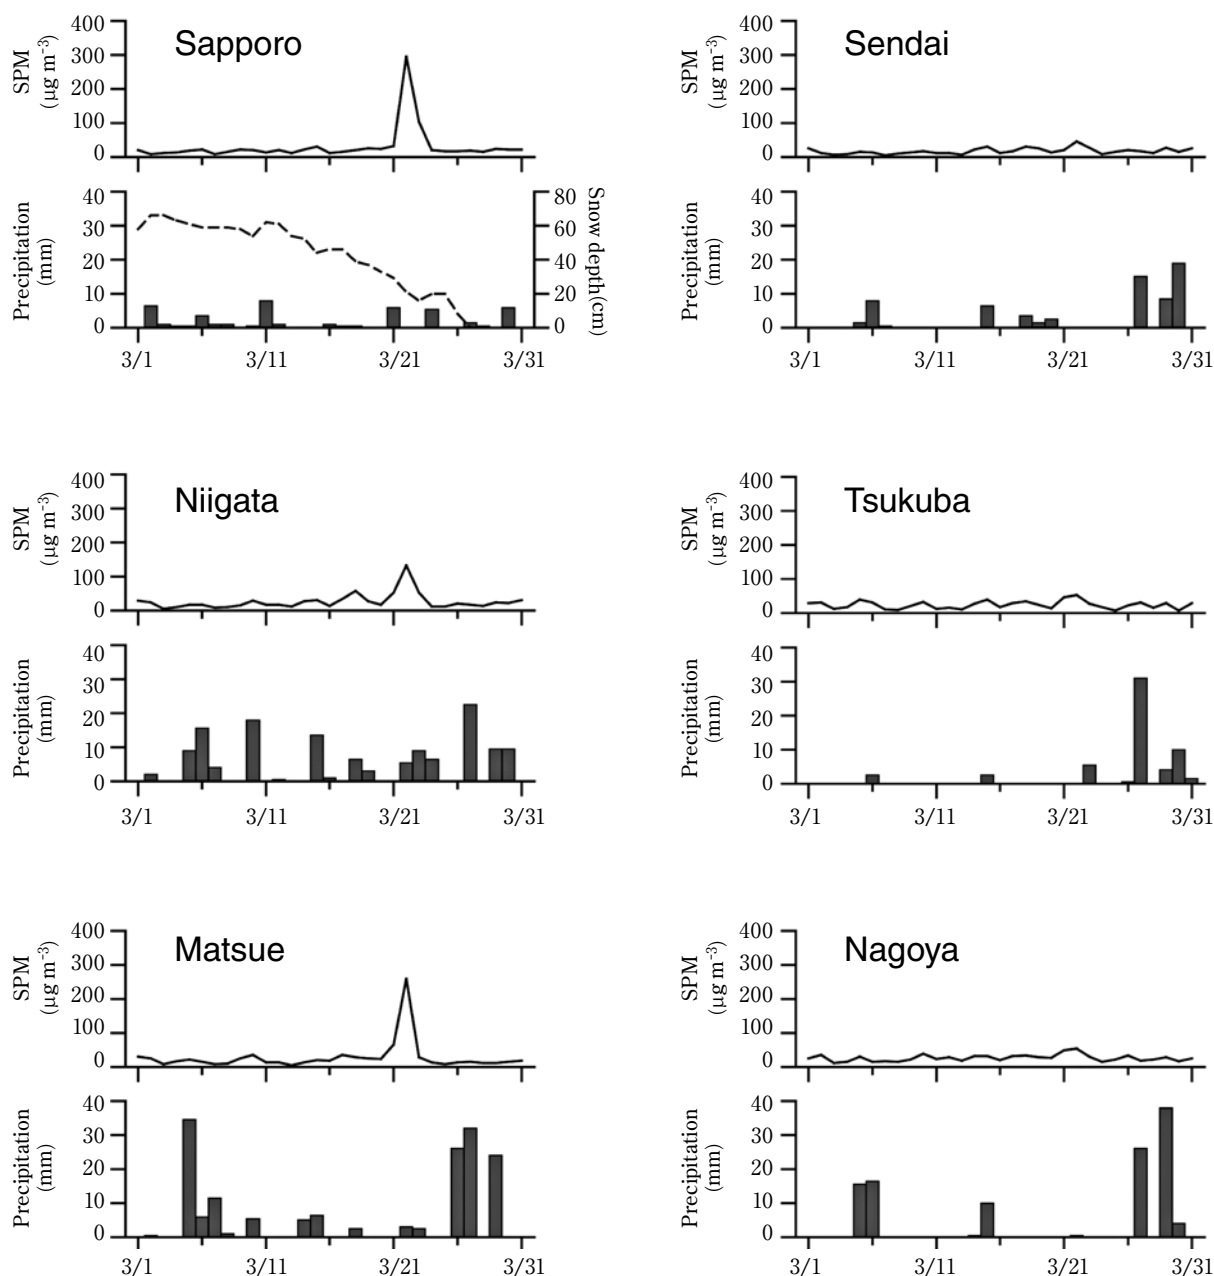 Sapporo
SPM
(μg m⁻³)
400
300
200
100
0
Precipitation
(mm)
40
30
20
10
0
80
60
40
20
0
Snow depth(cm)
3/1 3/11 3/21 3/31
Sendai
SPM
(μg m⁻³)
400
300
200
100
0
Precipitation
(mm)
40
30
20
10
0
3/1 3/11 3/21 3/31
Niigata
SPM
(μg m⁻³)
400
300
200
100
0
Precipitation
(mm)
40
30
20
10
0
3/1 3/11 3/21 3/31
Tsukuba
SPM
(μg m⁻³)
400
300
200
100
0
Precipitation
(mm)
40
30
20
10
0
3/1 3/11 3/21 3/31
Matsue
SPM
(μg m⁻³)
400
300
200
100
0
Precipitation
(mm)
40
30
20
10
0
3/1 3/11 3/21 3/31
Nagoya
SPM
(μg m⁻³)
400
300
200
100
0
Precipitation
(mm)
40
30
20
10
0
3/1 3/11 3/21 3/31